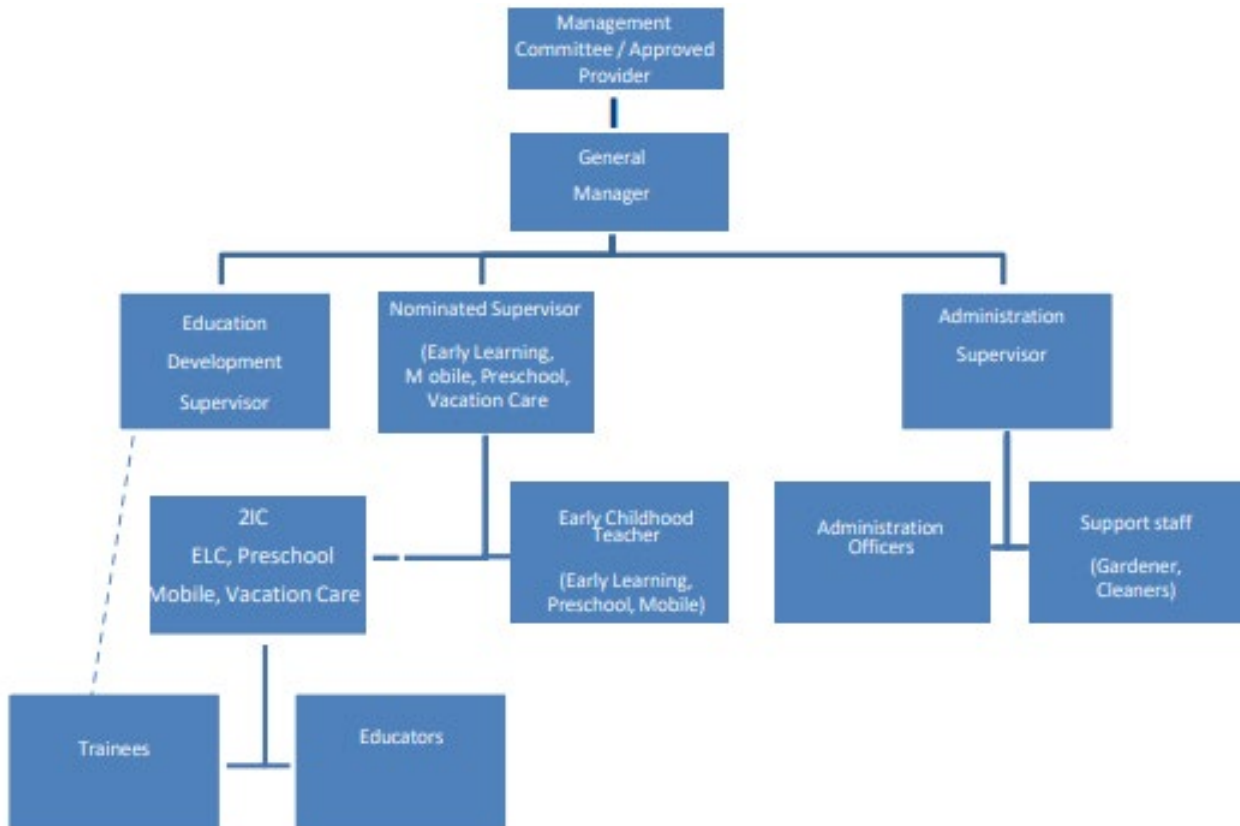 Management
Committee / Approved
Provider
General
Manager
Education
Development
Supervisor
Nominated Supervisor
(Early Learning,
M obile, Preschool,
Vacation Care
Administration
Supervisor
2IC
ELC, Preschool
Mobile, Vacation Care
Early Childhood
Teacher
(Early Learning,
Preschool, Mobile)
Administration
Officers
Support staff
(Gardener,
Cleaners)
Trainees
Educators